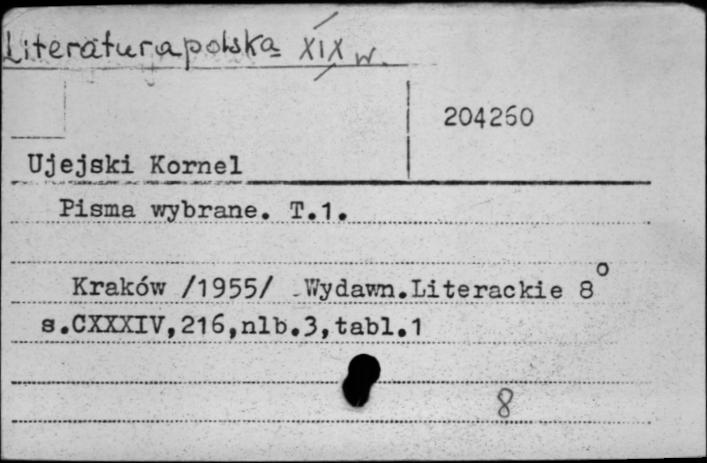 Literatura polska XIX w.
204260
Ujejski Kornel
Pisma wybrane. T.1.
Kraków /1955/ .Wydawn.Literackie 8°
s.CXXXIV,216,nlb.3,tabl.1
8